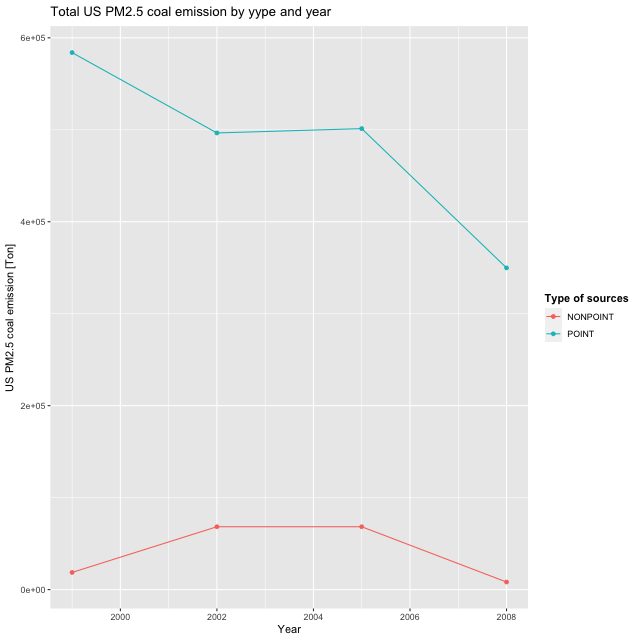 Total US PM2.5 coal emission by yype and year
6e+05
4e+05
2e+05
0e+00
US PM2.5 coal emission [Ton]
2000
2002
2004
2006
2008
Year
Type of sources
NONPOINT
POINT